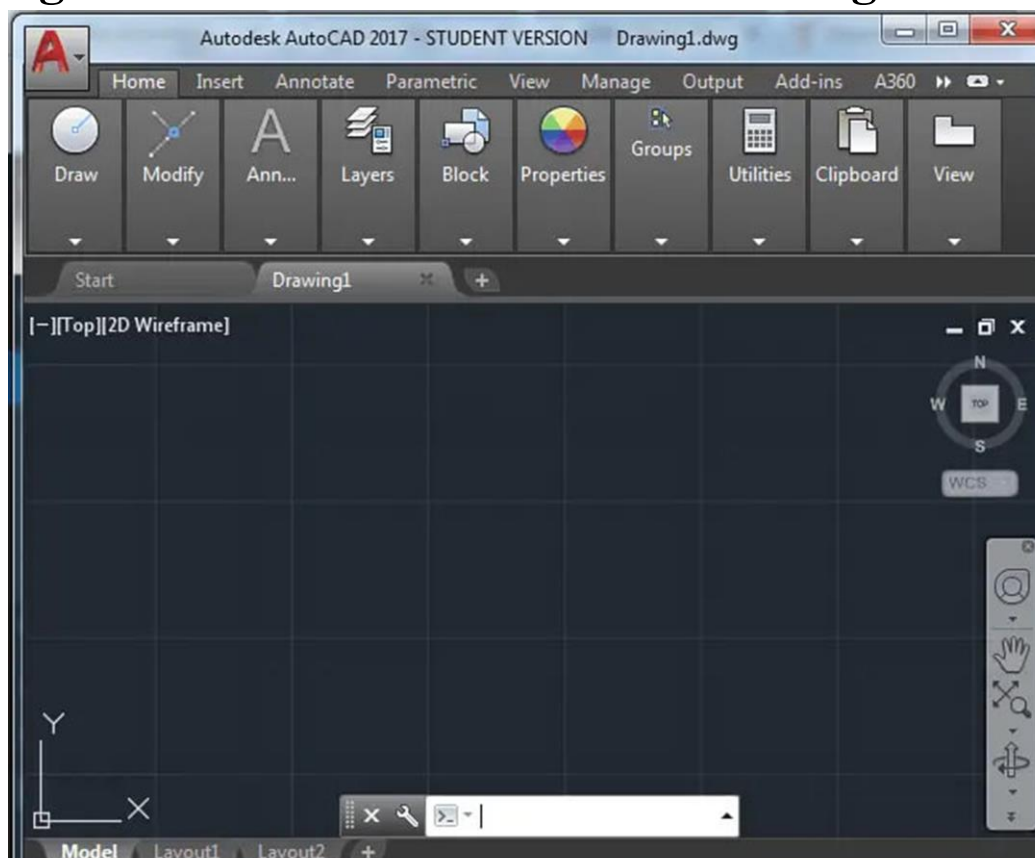 Autodesk AutoCAD 2017 - STUDENT VERSION Drawing1.dwg
Home Insert Annotate Parametric View Manage Output Add-ins A360
Draw Modify Ann... Layers Block Properties Groups Utilities Clipboard View
Start Drawing1
[−][Top][2D Wireframe]
N
W TOP E
S
WCS
Y
X
Model Layout1 Layout2 +